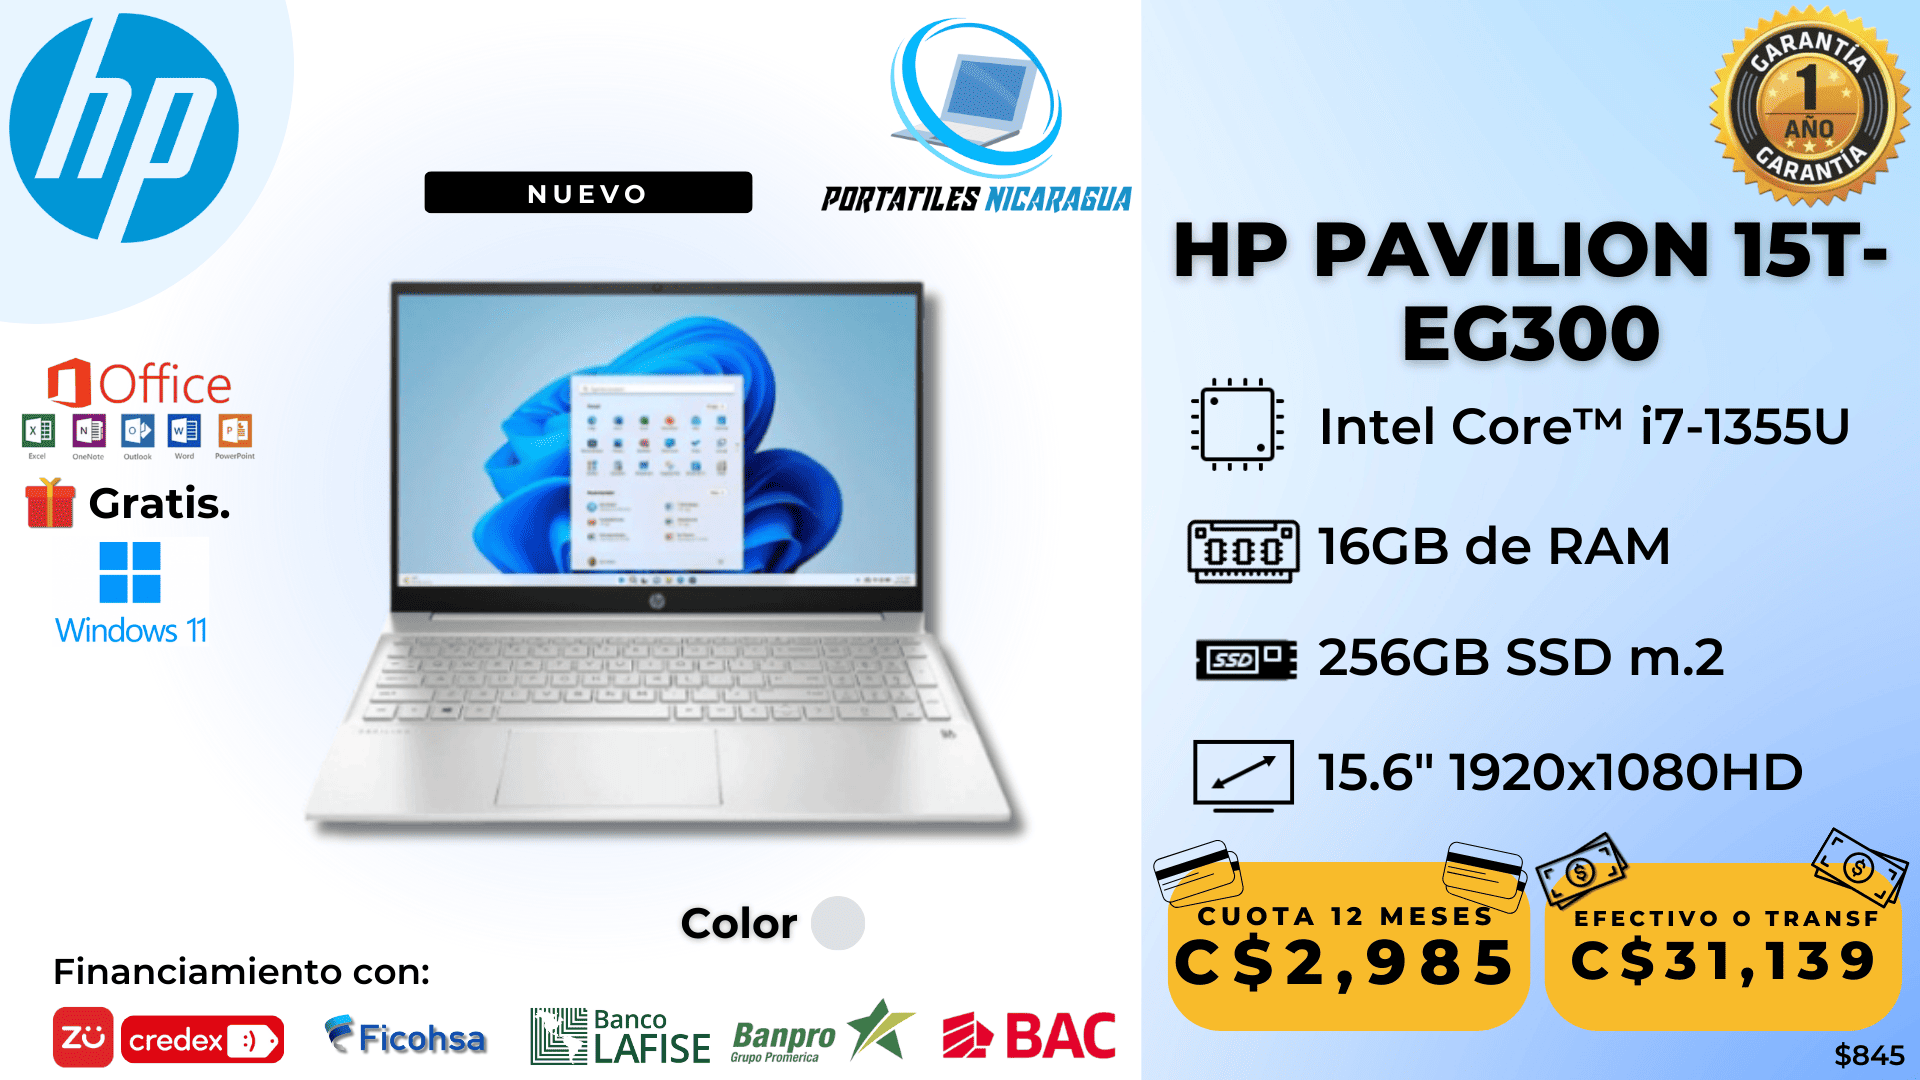 hp
NUEVO
PORTATILES NICARAGUA
Office
Excel OneNote Outlook Word PowerPoint
Gratis.
Windows 11
Color
Financiamiento con:
zü credex :)
Ficohsa
Banco
LAFISE
Banpro
Grupo Promerica
BAC
GARANTÍA
1
AÑO
GARANTÍA
HP PAVILION 15T-
EG300
Intel Core™ i7-1355U
16GB de RAM
SSD 256GB SSD m.2
15.6" 1920x1080HD
CUOTA 12 MESES
C$2,985
EFECTIVO O TRANSF
C$31,139
$845